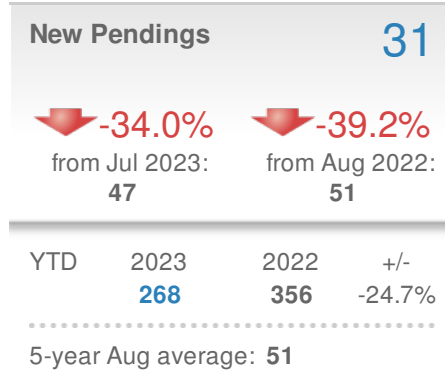 New Pendings 31
-34.0% -39.2%
from Jul 2023: from Aug 2022:
47 51
YTD 2023 2022 +/-
268 356 -24.7%
5-year Aug average: 51